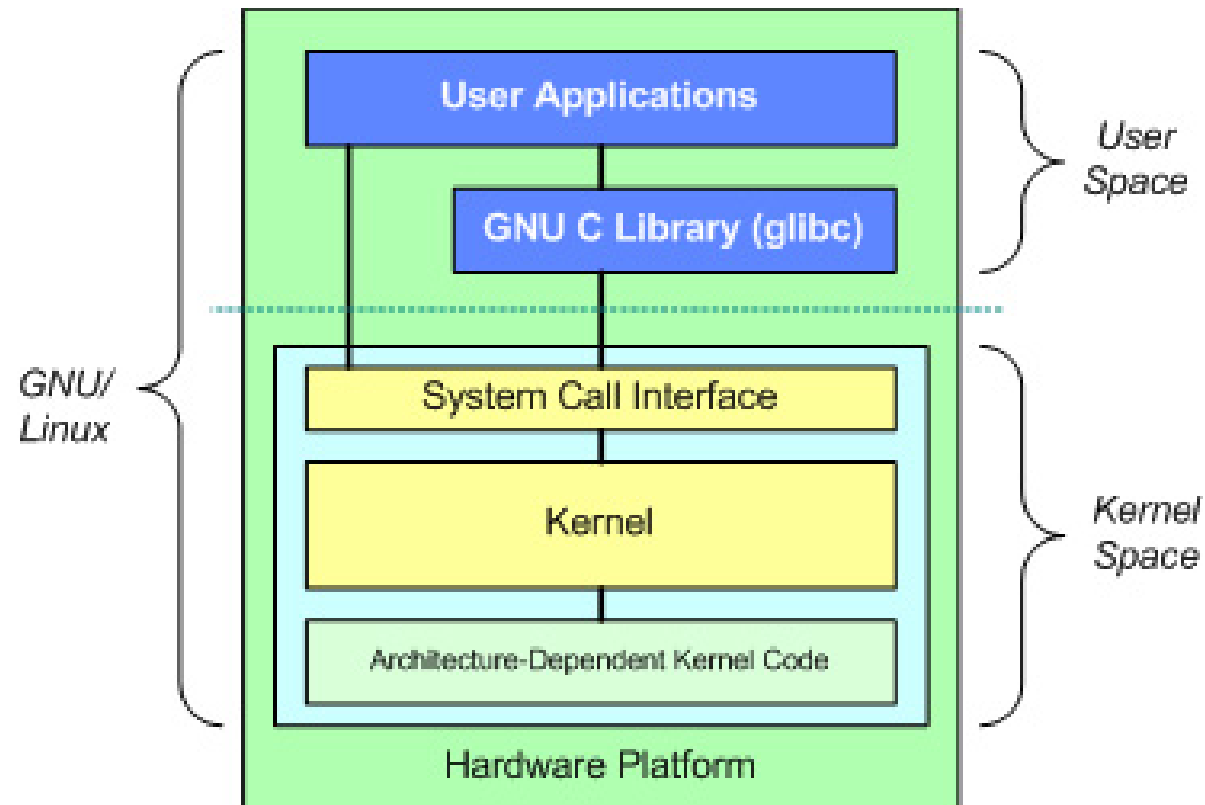 User Applications
User
Space
GNU C Library (glibc)
GNU/
Linux
System Call Interface
Kernel
Kernel
Space
Architecture-Dependent Kernel Code
Hardware Platform